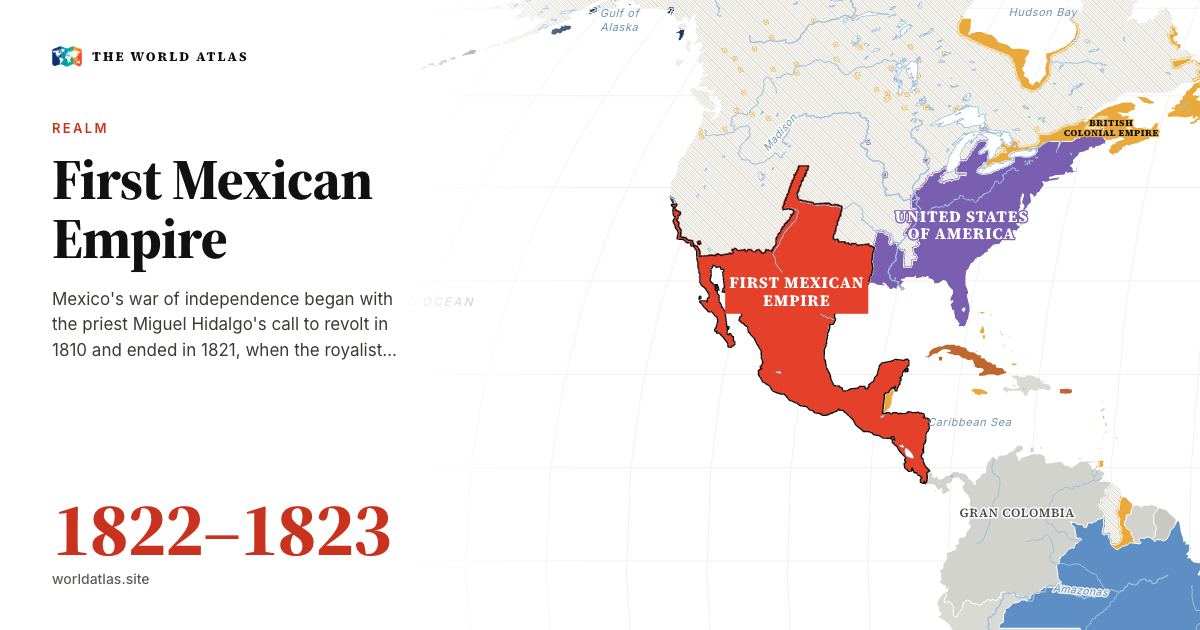 THE WORLD ATLAS
REALM
First Mexican
Empire
Mexico's war of independence began with
the priest Miguel Hidalgo's call to revolt in
1810 and ended in 1821, when the royalist...
1822–1823
worldatlas.site
Gulf of
Alaska
Hudson Bay
Madison
BRITISH
COLONIAL EMPIRE
UNITED STATES
OF AMERICA
C OCEAN
FIRST MEXICAN
EMPIRE
Caribbean Sea
GRAN COLOMBIA
Amazonas